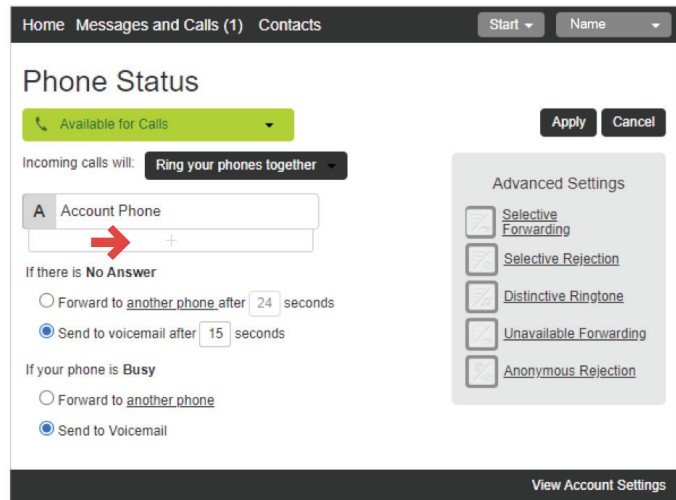 Home Messages and Calls (1) Contacts Start Name
Phone Status
Available for Calls
Apply Cancel
Incoming calls will: Ring your phones together
A Account Phone
+
If there is No Answer
Forward to another phone after 24 seconds
Send to voicemail after 15 seconds
If your phone is Busy
Forward to another phone
Send to Voicemail
Advanced Settings
Selective
Forwarding
Selective Rejection
Distinctive Ringtone
Unavailable Forwarding
Anonymous Rejection
View Account Settings